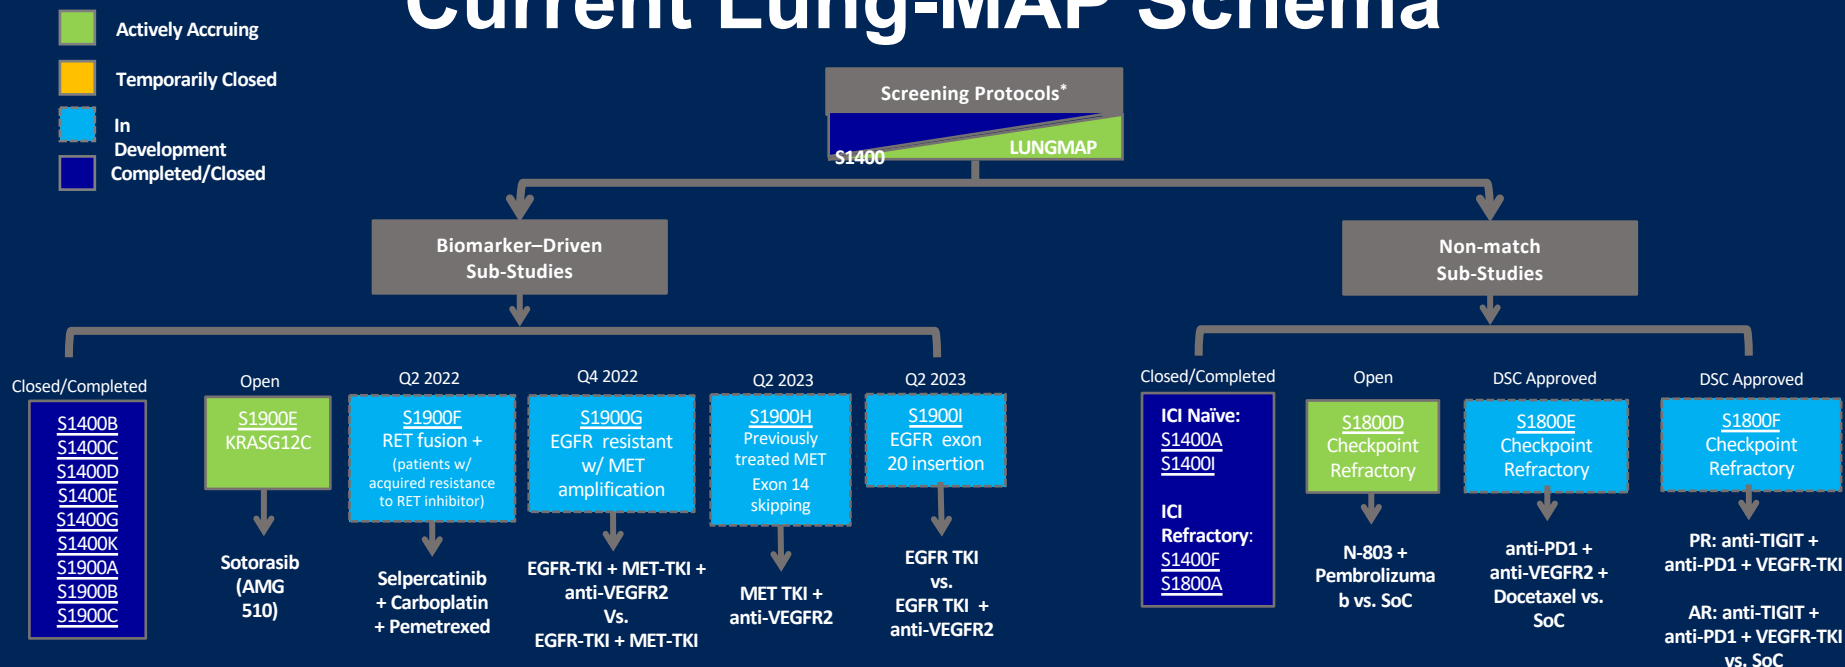 Current Lung-MAP Schema
Actively Accruing
Temporarily Closed
In
Development
Completed/Closed
Screening Protocols*
S1400
LUNGMAP
Biomarker–Driven
Sub-Studies
Non-match
Sub-Studies
Closed/Completed
S1400B
S1400C
S1400D
S1400E
S1400G
S1400K
S1900A
S1900B
S1900C
Open
S1900E
KRASG12C
Sotorasib
(AMG
510)
Q2 2022
S1900F
RET fusion +
(patients w/
acquired resistance
to RET inhibitor)
Selpercatinib
+ Carboplatin
+ Pemetrexed
Q4 2022
S1900G
EGFR resistant
w/ MET
amplification
EGFR-TKI + MET-TKI +
anti-VEGFR2
Vs.
EGFR-TKI + MET-TKI
Q2 2023
S1900H
Previously
treated MET
Exon 14
skipping
MET TKI +
anti-VEGFR2
Q2 2023
S1900I
EGFR exon
20 insertion
EGFR TKI
vs.
EGFR TKI +
anti-VEGFR2
Closed/Completed
ICI Naïve:
S1400A
S1400I
ICI
Refractory:
S1400F
S1800A
Open
S1800D
Checkpoint
Refractory
N-803 +
Pembrolizuma
b vs. SoC
DSC Approved
S1800E
Checkpoint
Refractory
anti-PD1 +
anti-VEGFR2 +
Docetaxel vs.
SoC
DSC Approved
S1800F
Checkpoint
Refractory
PR: anti-TIGIT +
anti-PD1 + VEGFR-TKI
AR: anti-TIGIT +
anti-PD1 + VEGFR-TKI
vs. SoC